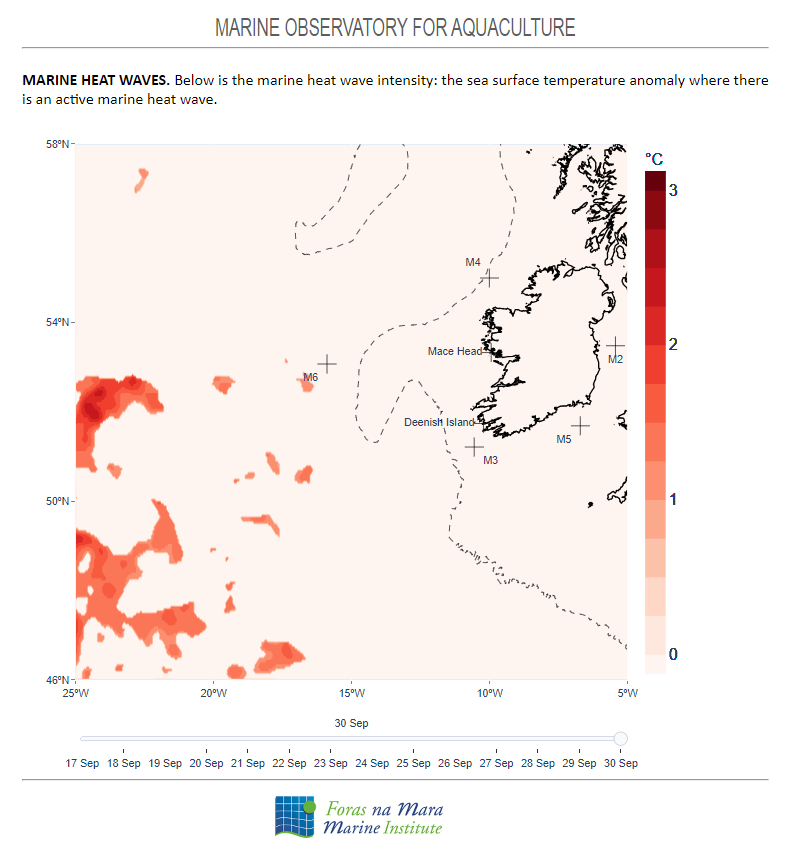 MARINE OBSERVATORY FOR AQUACULTURE
MARINE HEAT WAVES. Below is the marine heat wave intensity: the sea surface temperature anomaly where there
is an active marine heat wave.
58°N
54°N
50°N
46°N
25°W 20°W 15°W 10°W 5°W
M4
Mace Head
M2
M6
Deenish Island
M5
M3
°C
3
2
1
0
30 Sep
17 Sep 18 Sep 19 Sep 20 Sep 21 Sep 22 Sep 23 Sep 24 Sep 25 Sep 26 Sep 27 Sep 28 Sep 29 Sep 30 Sep
Foras na Mara
Marine Institute